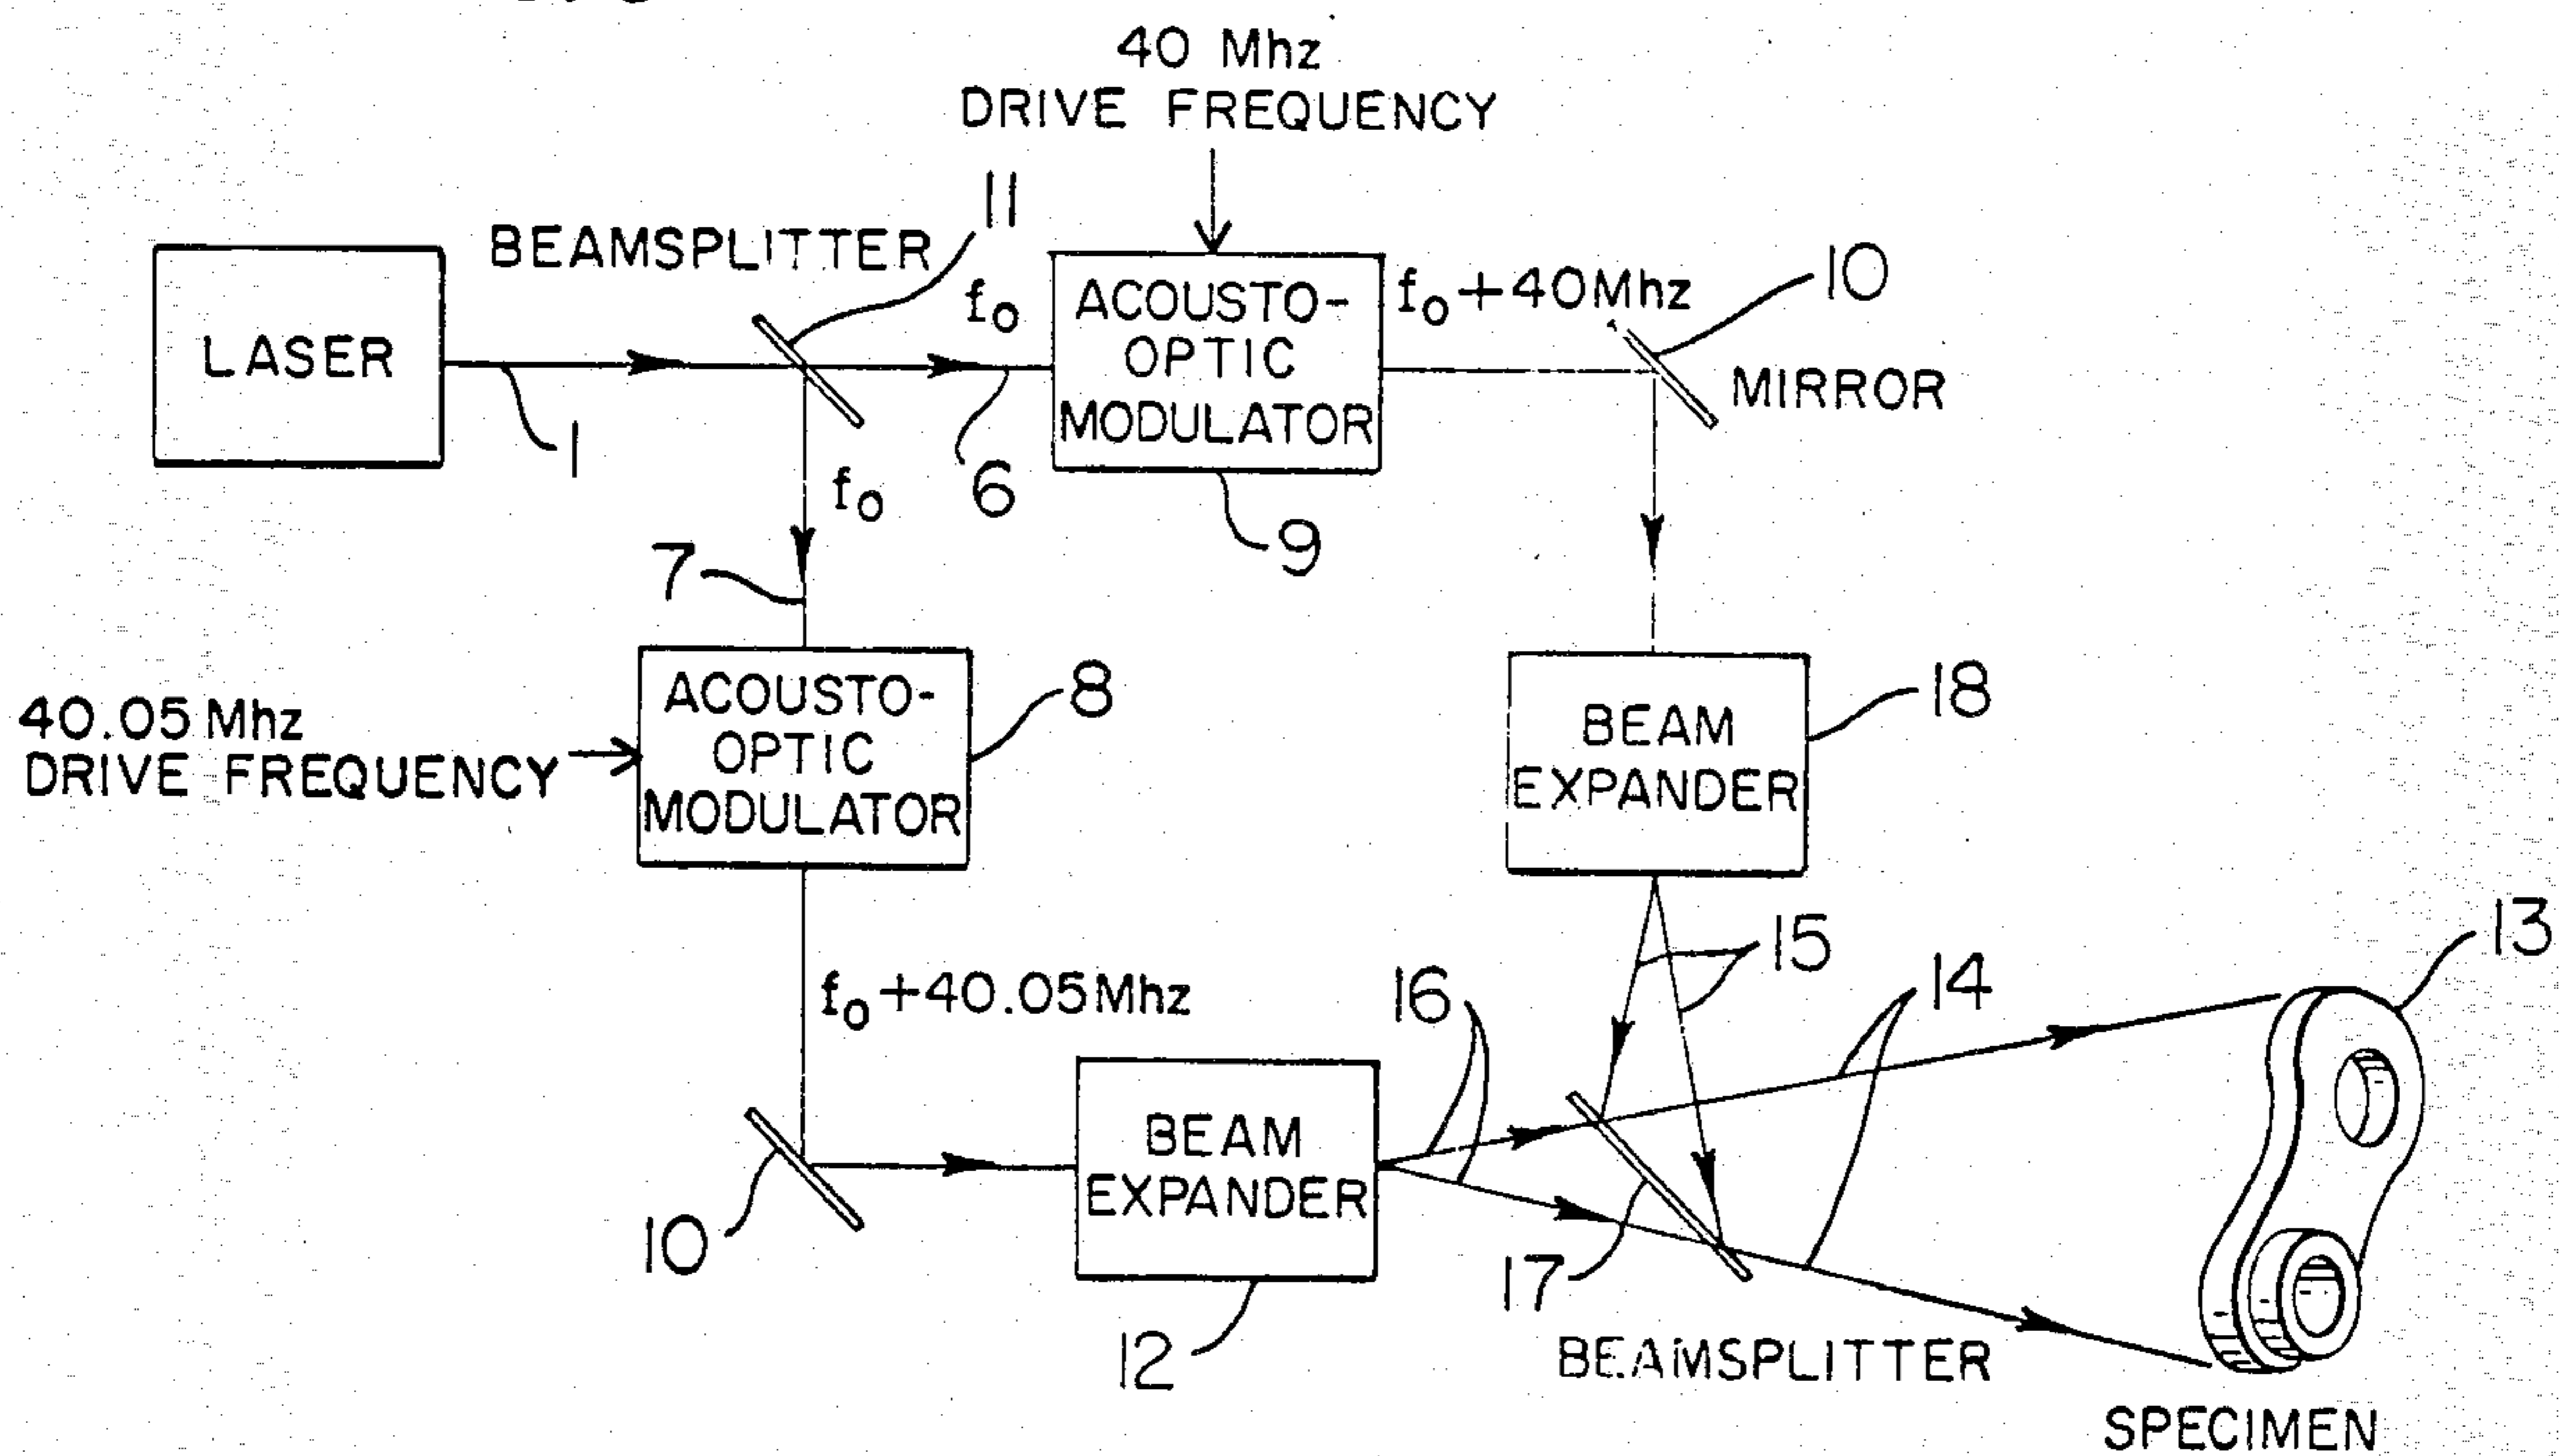 40 Mhz
DRIVE FREQUENCY
11
BEAMSPLITTER
LASER
1
f₀
6
ACOUSTO-
OPTIC
MODULATOR
9
f₀+40Mhz
10
MIRROR
f₀
7
40.05 Mhz
DRIVE FREQUENCY
ACOUSTO-
OPTIC
MODULATOR
8
BEAM
EXPANDER
18
f₀+40.05Mhz
10
BEAM
EXPANDER
12
16
15
14
13
17
BEAMSPLITTER
SPECIMEN